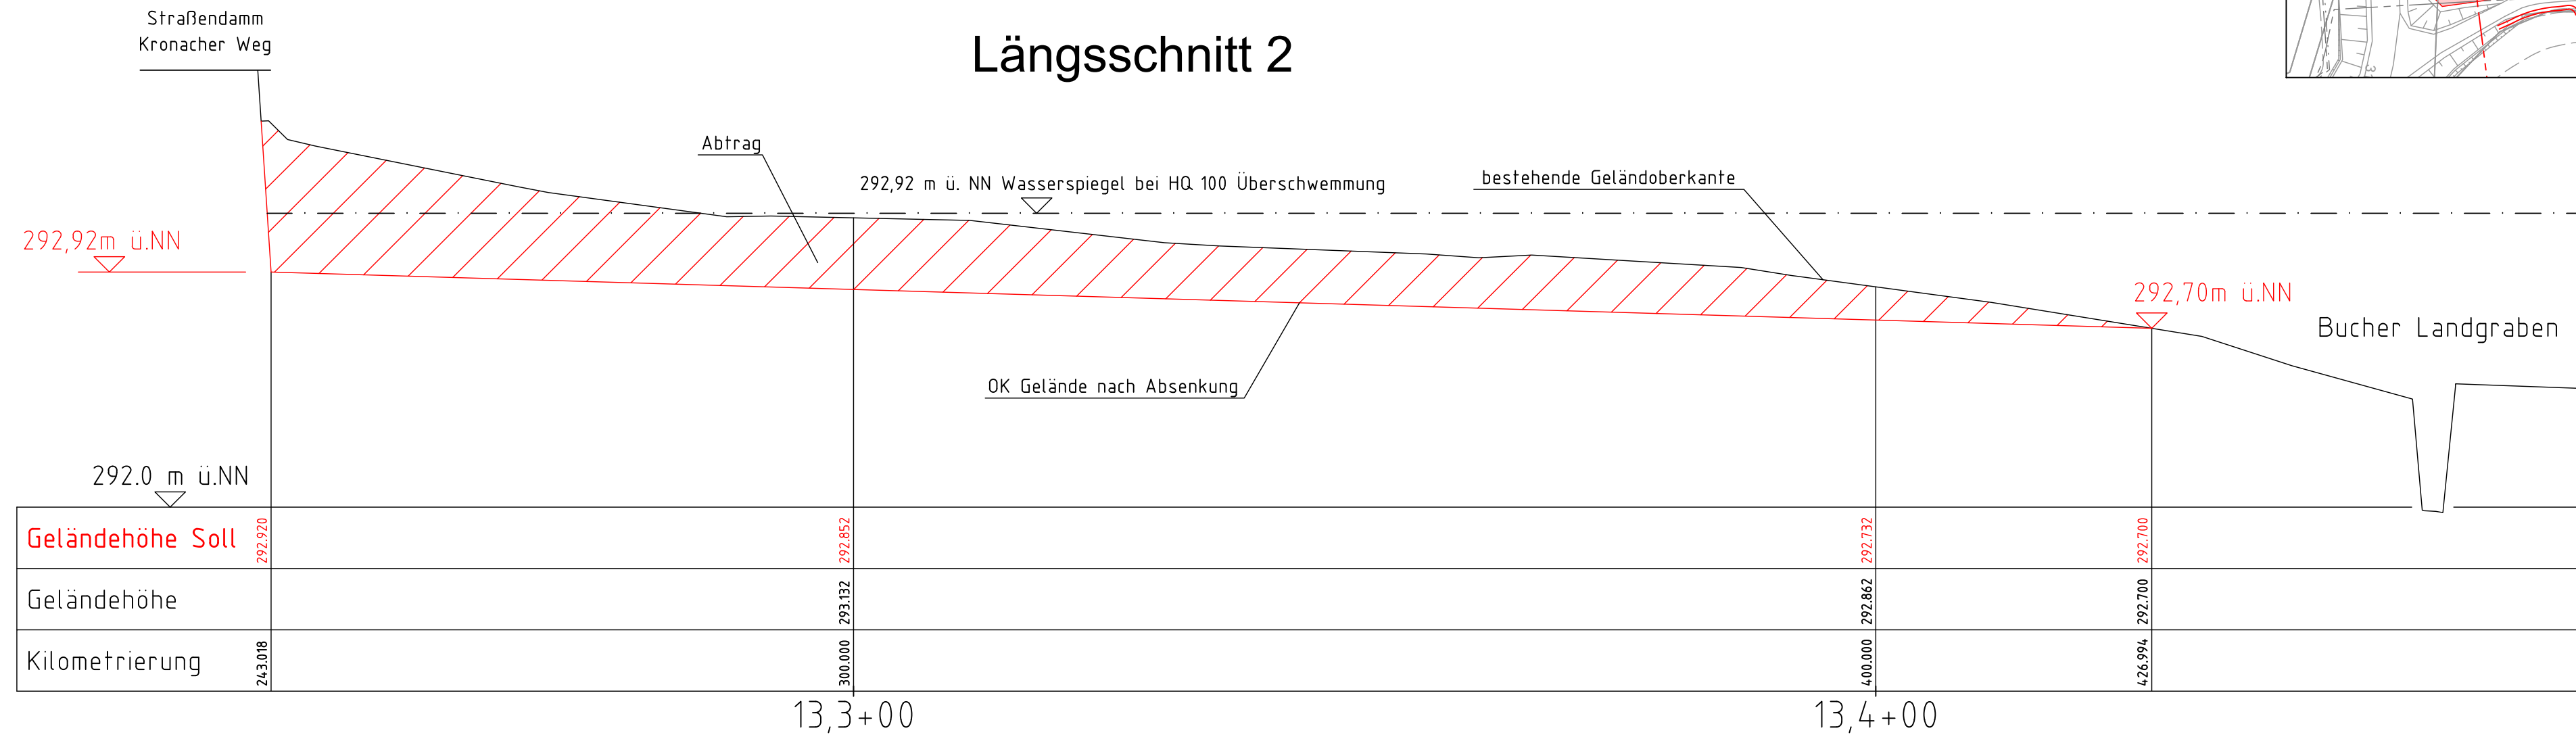 Straßendamm
Kronacher Weg
Längsschnitt 2
Abtrag
292,92 m ü. NN Wasserspiegel bei HQ 100 Überschwemmung
bestehende Geländoberkante
292,92m ü.NN
292,70m ü.NN
Bucher Landgraben
OK Gelände nach Absenkung
292.0 m ü.NN
Geländehöhe Soll 292.920 292.852 292.732 292.700
Geländehöhe 293.132 292.862 292.700
Kilometrierung 243.018 300.000 400.000 426.994
13,3+00 13,4+00